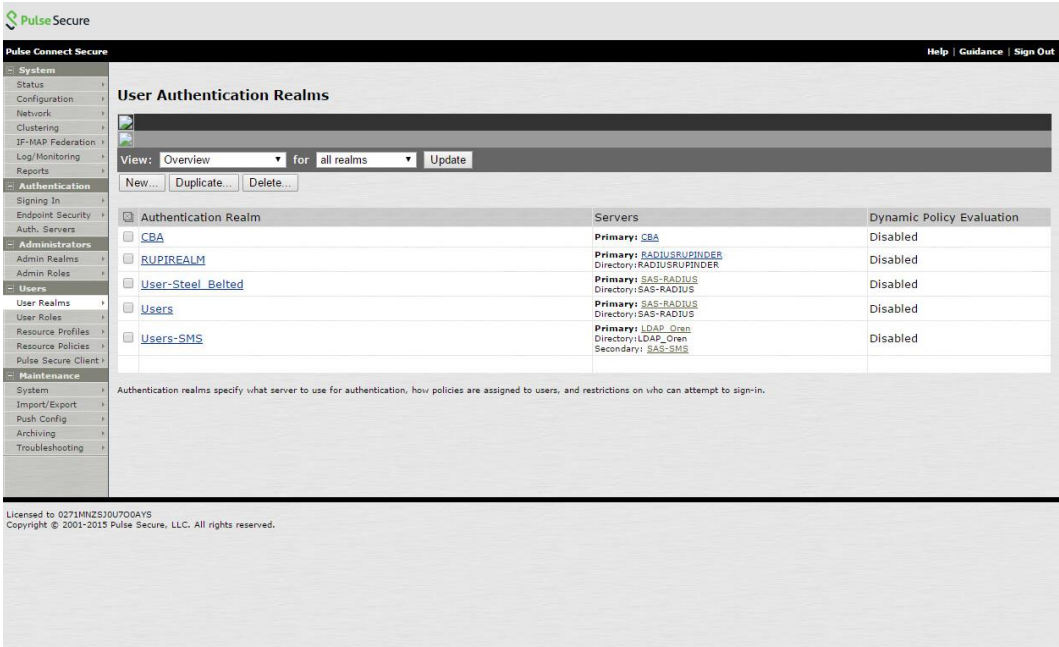 Pulse Secure
Pulse Connect Secure
Help | Guidance | Sign Out
System
Status
Configuration
Network
Clustering
IF-MAP Federation
Log/Monitoring
Reports
Authentication
Signing In
Endpoint Security
Auth. Servers
Administrators
Admin Realms
Admin Roles
Users
User Realms
User Roles
Resource Profiles
Resource Policies
Pulse Secure Client
Maintenance
System
Import/Export
Push Config
Archiving
Troubleshooting
User Authentication Realms
View: Overview for all realms Update
New... Duplicate... Delete...
Authentication Realm Servers Dynamic Policy Evaluation
CBA Primary: CBA Disabled
RUPIREALM Primary: RADIUSRUPINDER Disabled
Directory:RADIUSRUPINDER
User-Steel Belted Primary: SAS-RADIUS Disabled
Directory:SAS-RADIUS
Users Primary: SAS-RADIUS Disabled
Directory:SAS-RADIUS
Users-SMS Primary: LDAP_Oren Disabled
Directory:LDAP_Oren
Secondary: SAS-SMS
Authentication realms specify what server to use for authentication, how policies are assigned to users, and restrictions on who can attempt to sign-in.
Licensed to 0271MNZSJ0U7O0AYS
Copyright © 2001-2015 Pulse Secure, LLC. All rights reserved.